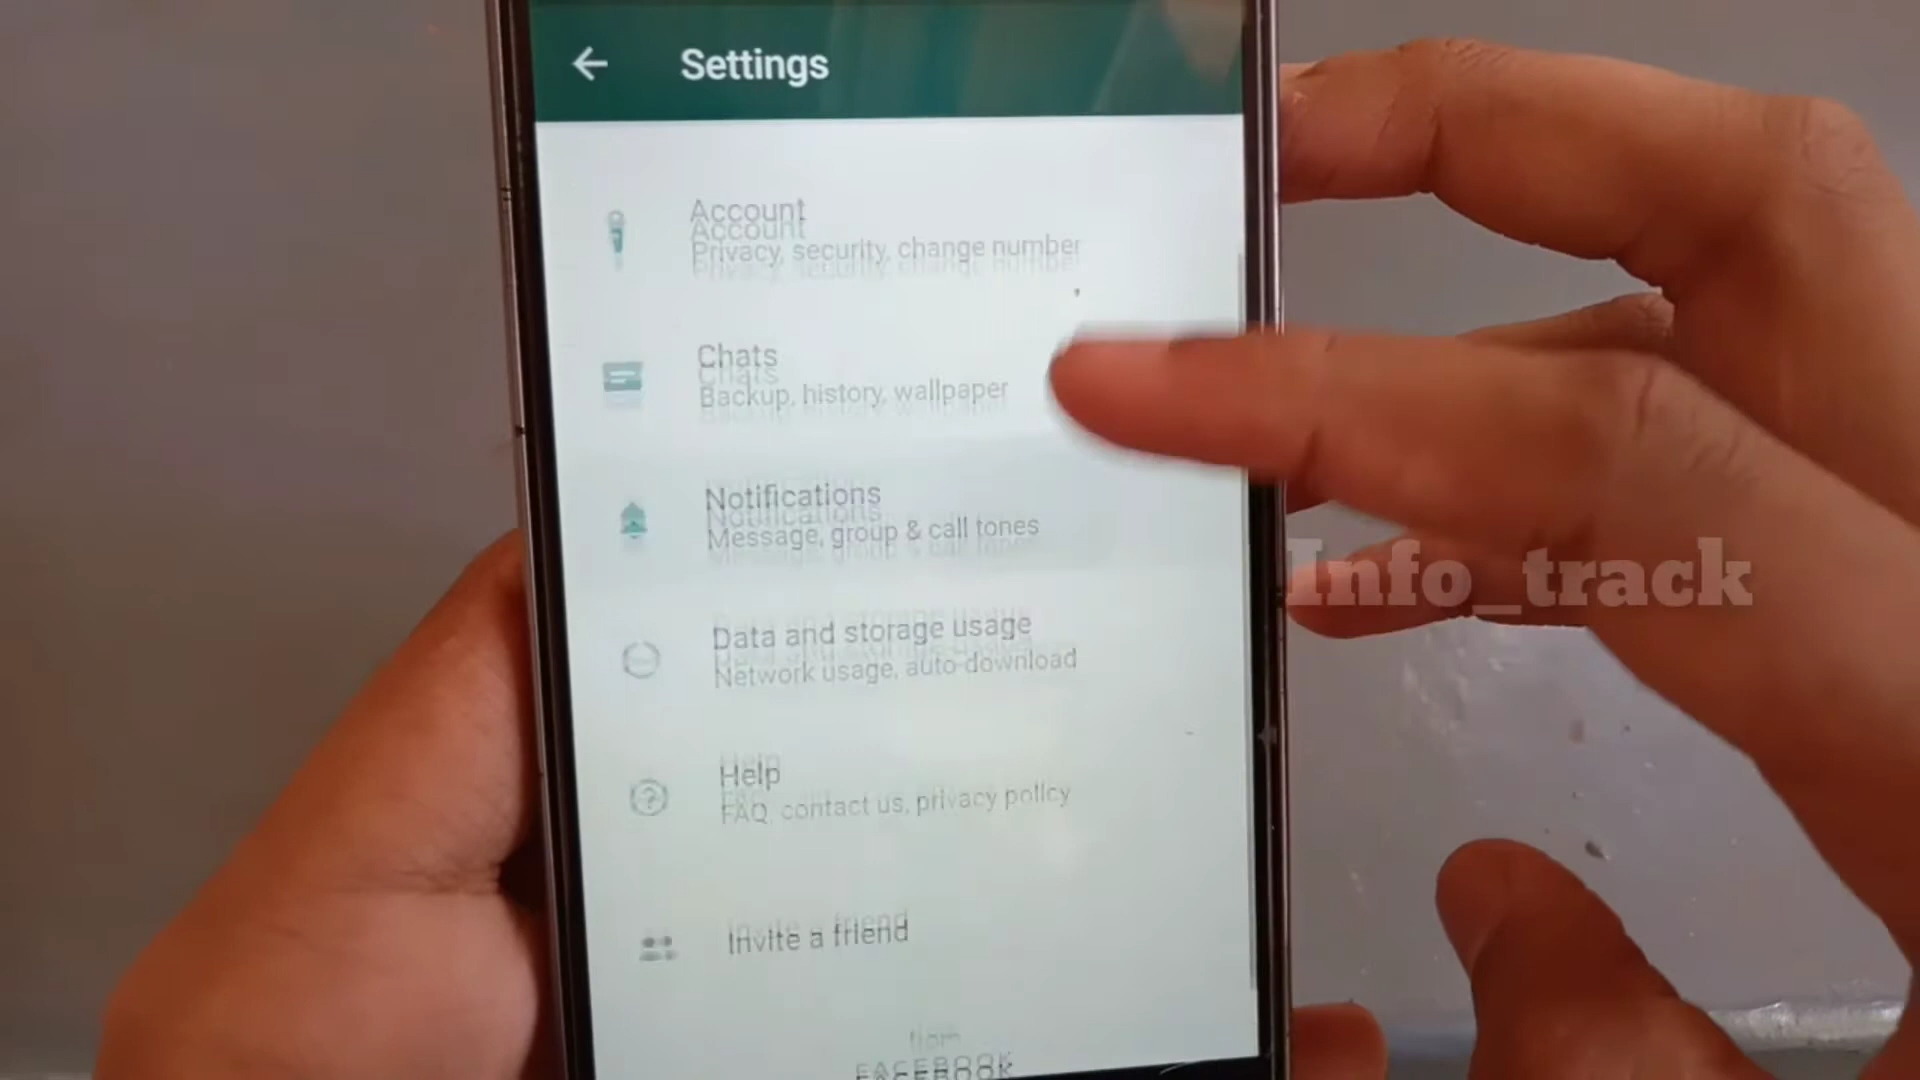 Settings
Account
Privacy, security, change number
Chats
Backup, history, wallpaper
Notifications
Message, group & call tones
Info_track
Data and storage usage
Network usage, auto download
Help
FAQ, contact us, privacy policy
Invite a friend
from
FACEBOOK